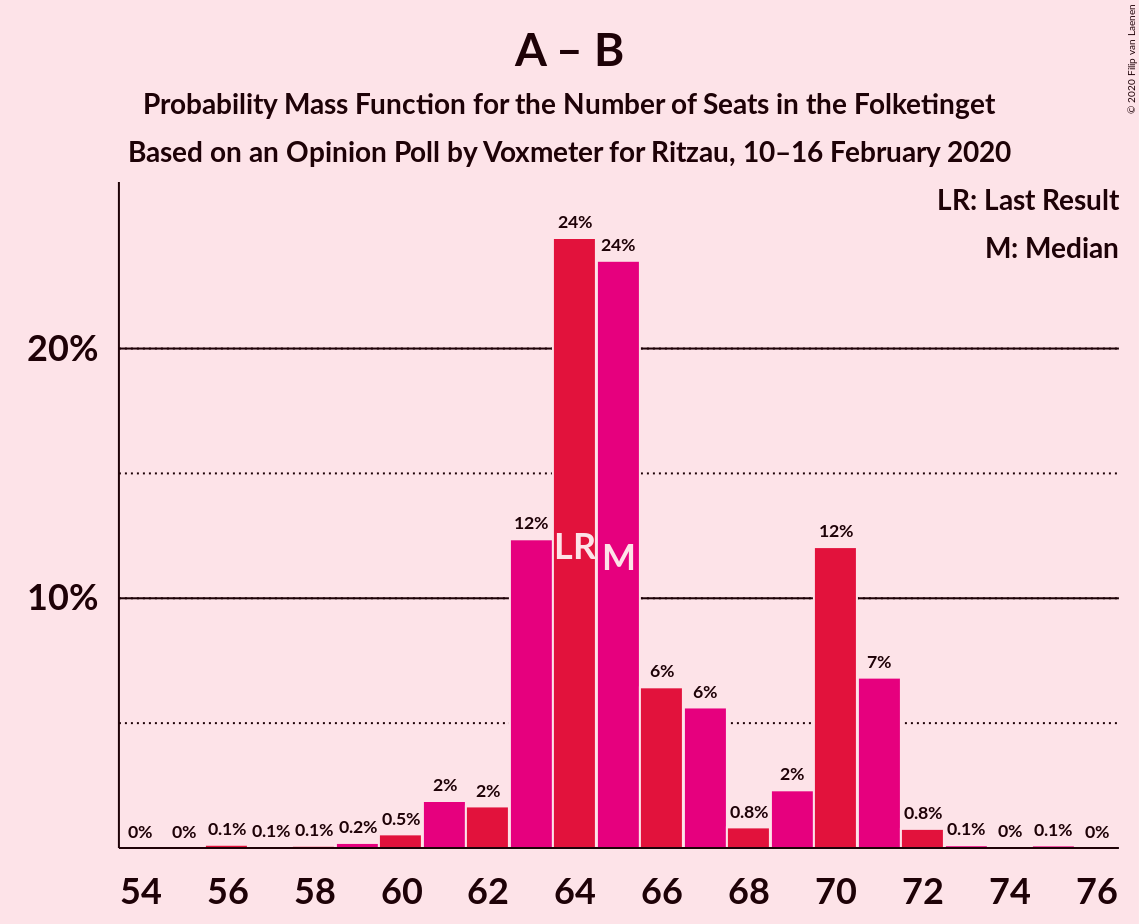 A – B
Probability Mass Function for the Number of Seats in the Folketinget
Based on an Opinion Poll by Voxmeter for Ritzau, 10–16 February 2020
© 2020 Filip van Laenen
LR: Last Result
M: Median
20%
10%
0% 0% 0.1% 0.1% 0.1% 0.2% 0.5% 2% 2% 12% 24% 24% 6% 6% 0.8% 2% 12% 7% 0.8% 0.1% 0% 0.1% 0%
LR M
54 56 58 60 62 64 66 68 70 72 74 76